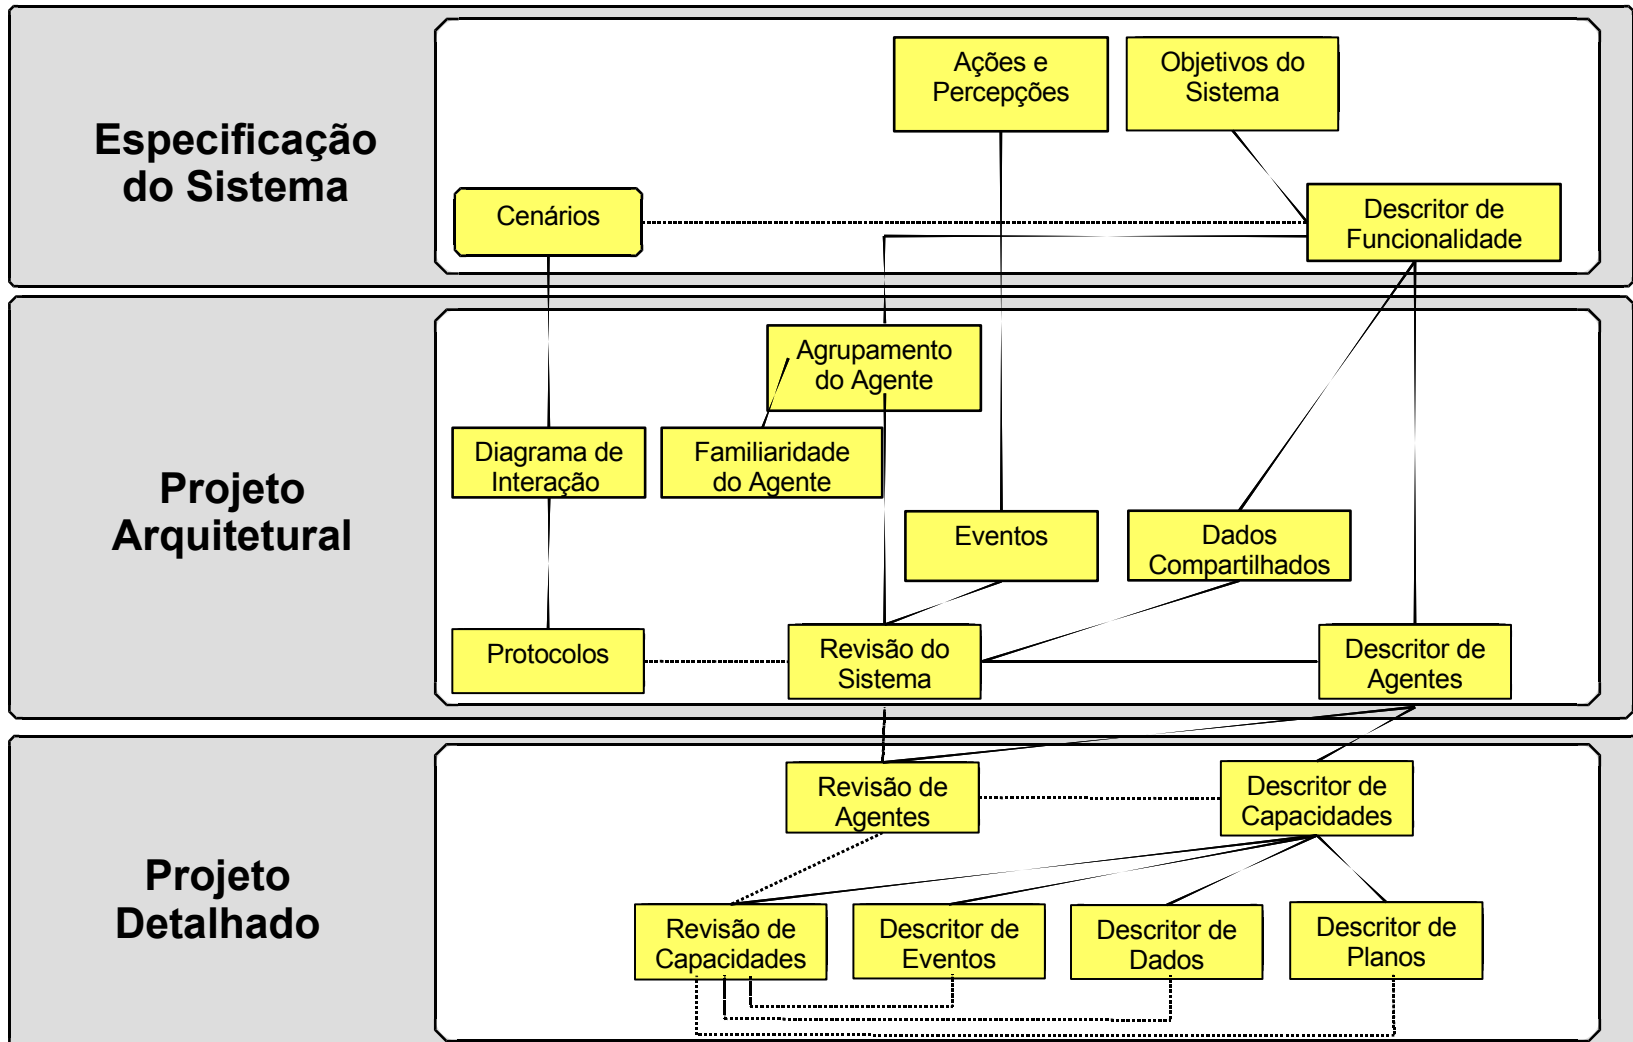 Especificação
do Sistema
Ações e
Percepções
Objetivos do
Sistema
Cenários
Descritor de
Funcionalidade
Projeto
Arquitetural
Agrupamento
do Agente
Diagrama de
Interação
Familiaridade
do Agente
Eventos
Dados
Compartilhados
Protocolos
Revisão do
Sistema
Descritor de
Agentes
Projeto
Detalhado
Revisão de
Agentes
Descritor de
Capacidades
Revisão de
Capacidades
Descritor de
Eventos
Descritor de
Dados
Descritor de
Planos